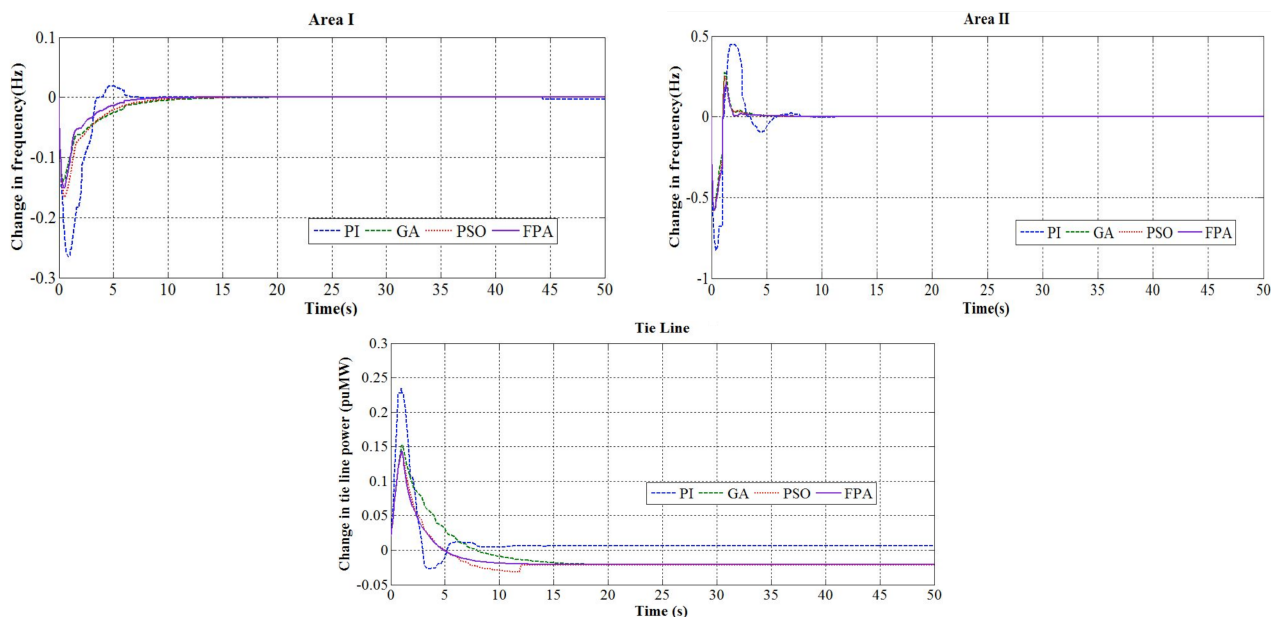 Area I
Change in frequency(Hz)
0.1
0
-0.1
-0.2
-0.3
PI GA PSO FPA
0 5 10 15 20 25 30 35 40 45 50
Time(s)
Area II
Change in frequency(Hz)
0.5
0
-0.5
-1
PI GA PSO FPA
0 5 10 15 20 25 30 35 40 45 50
Time(s)
Tie Line
Change in tie line power (puMW)
0.3
0.25
0.2
0.15
0.1
0.05
0
-0.05
PI GA PSO FPA
0 5 10 15 20 25 30 35 40 45 50
Time (s)